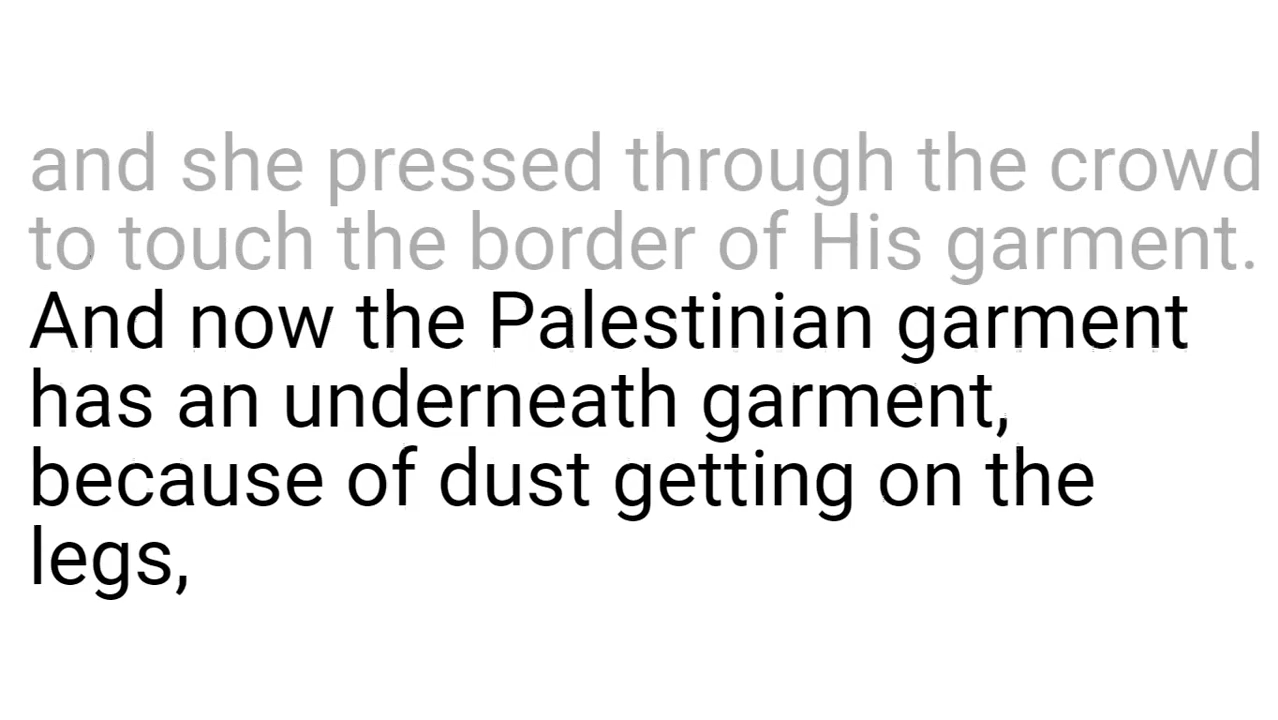 and she pressed through the crowd
to touch the border of His garment.
And now the Palestinian garment
has an underneath garment,
because of dust getting on the
legs,